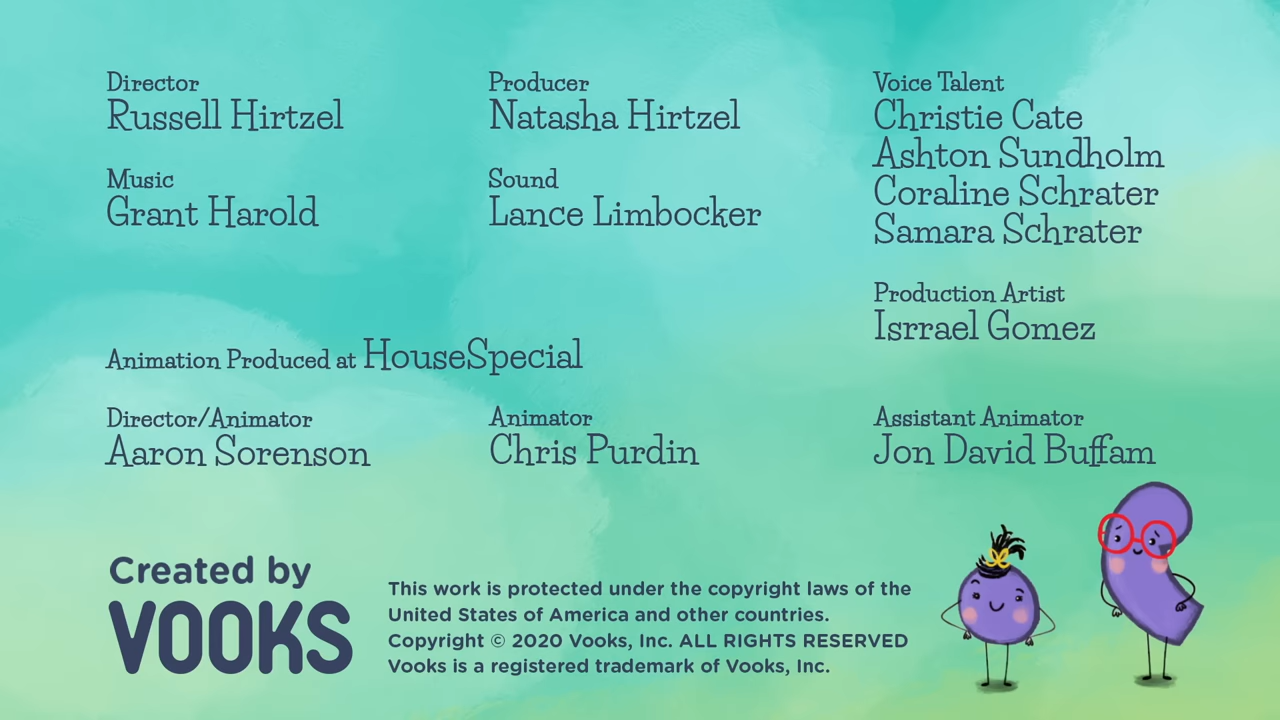 Director
Russell Hirtzel
Producer
Natasha Hirtzel
Voice Talent
Christie Cate
Ashton Sundholm
Coraline Schrater
Samara Schrater
Music
Grant Harold
Sound
Lance Limbocker
Production Artist
Isrrael Gomez
Animation Produced at HouseSpecial
Director/Animator
Aaron Sorenson
Animator
Chris Purdin
Assistant Animator
Jon David Buffam
Created by
VOOKS
This work is protected under the copyright laws of the
United States of America and other countries.
Copyright © 2020 Vooks, Inc. ALL RIGHTS RESERVED
Vooks is a registered trademark of Vooks, Inc.